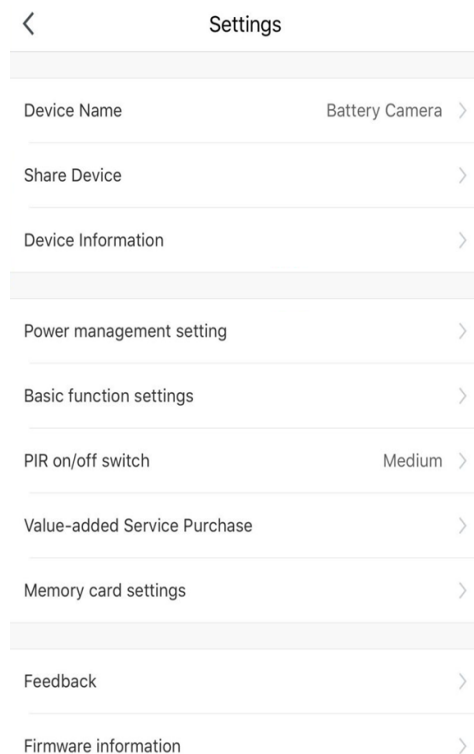 Settings
Device Name Battery Camera
Share Device
Device Information
Power management setting
Basic function settings
PIR on/off switch Medium
Value-added Service Purchase
Memory card settings
Feedback
Firmware information